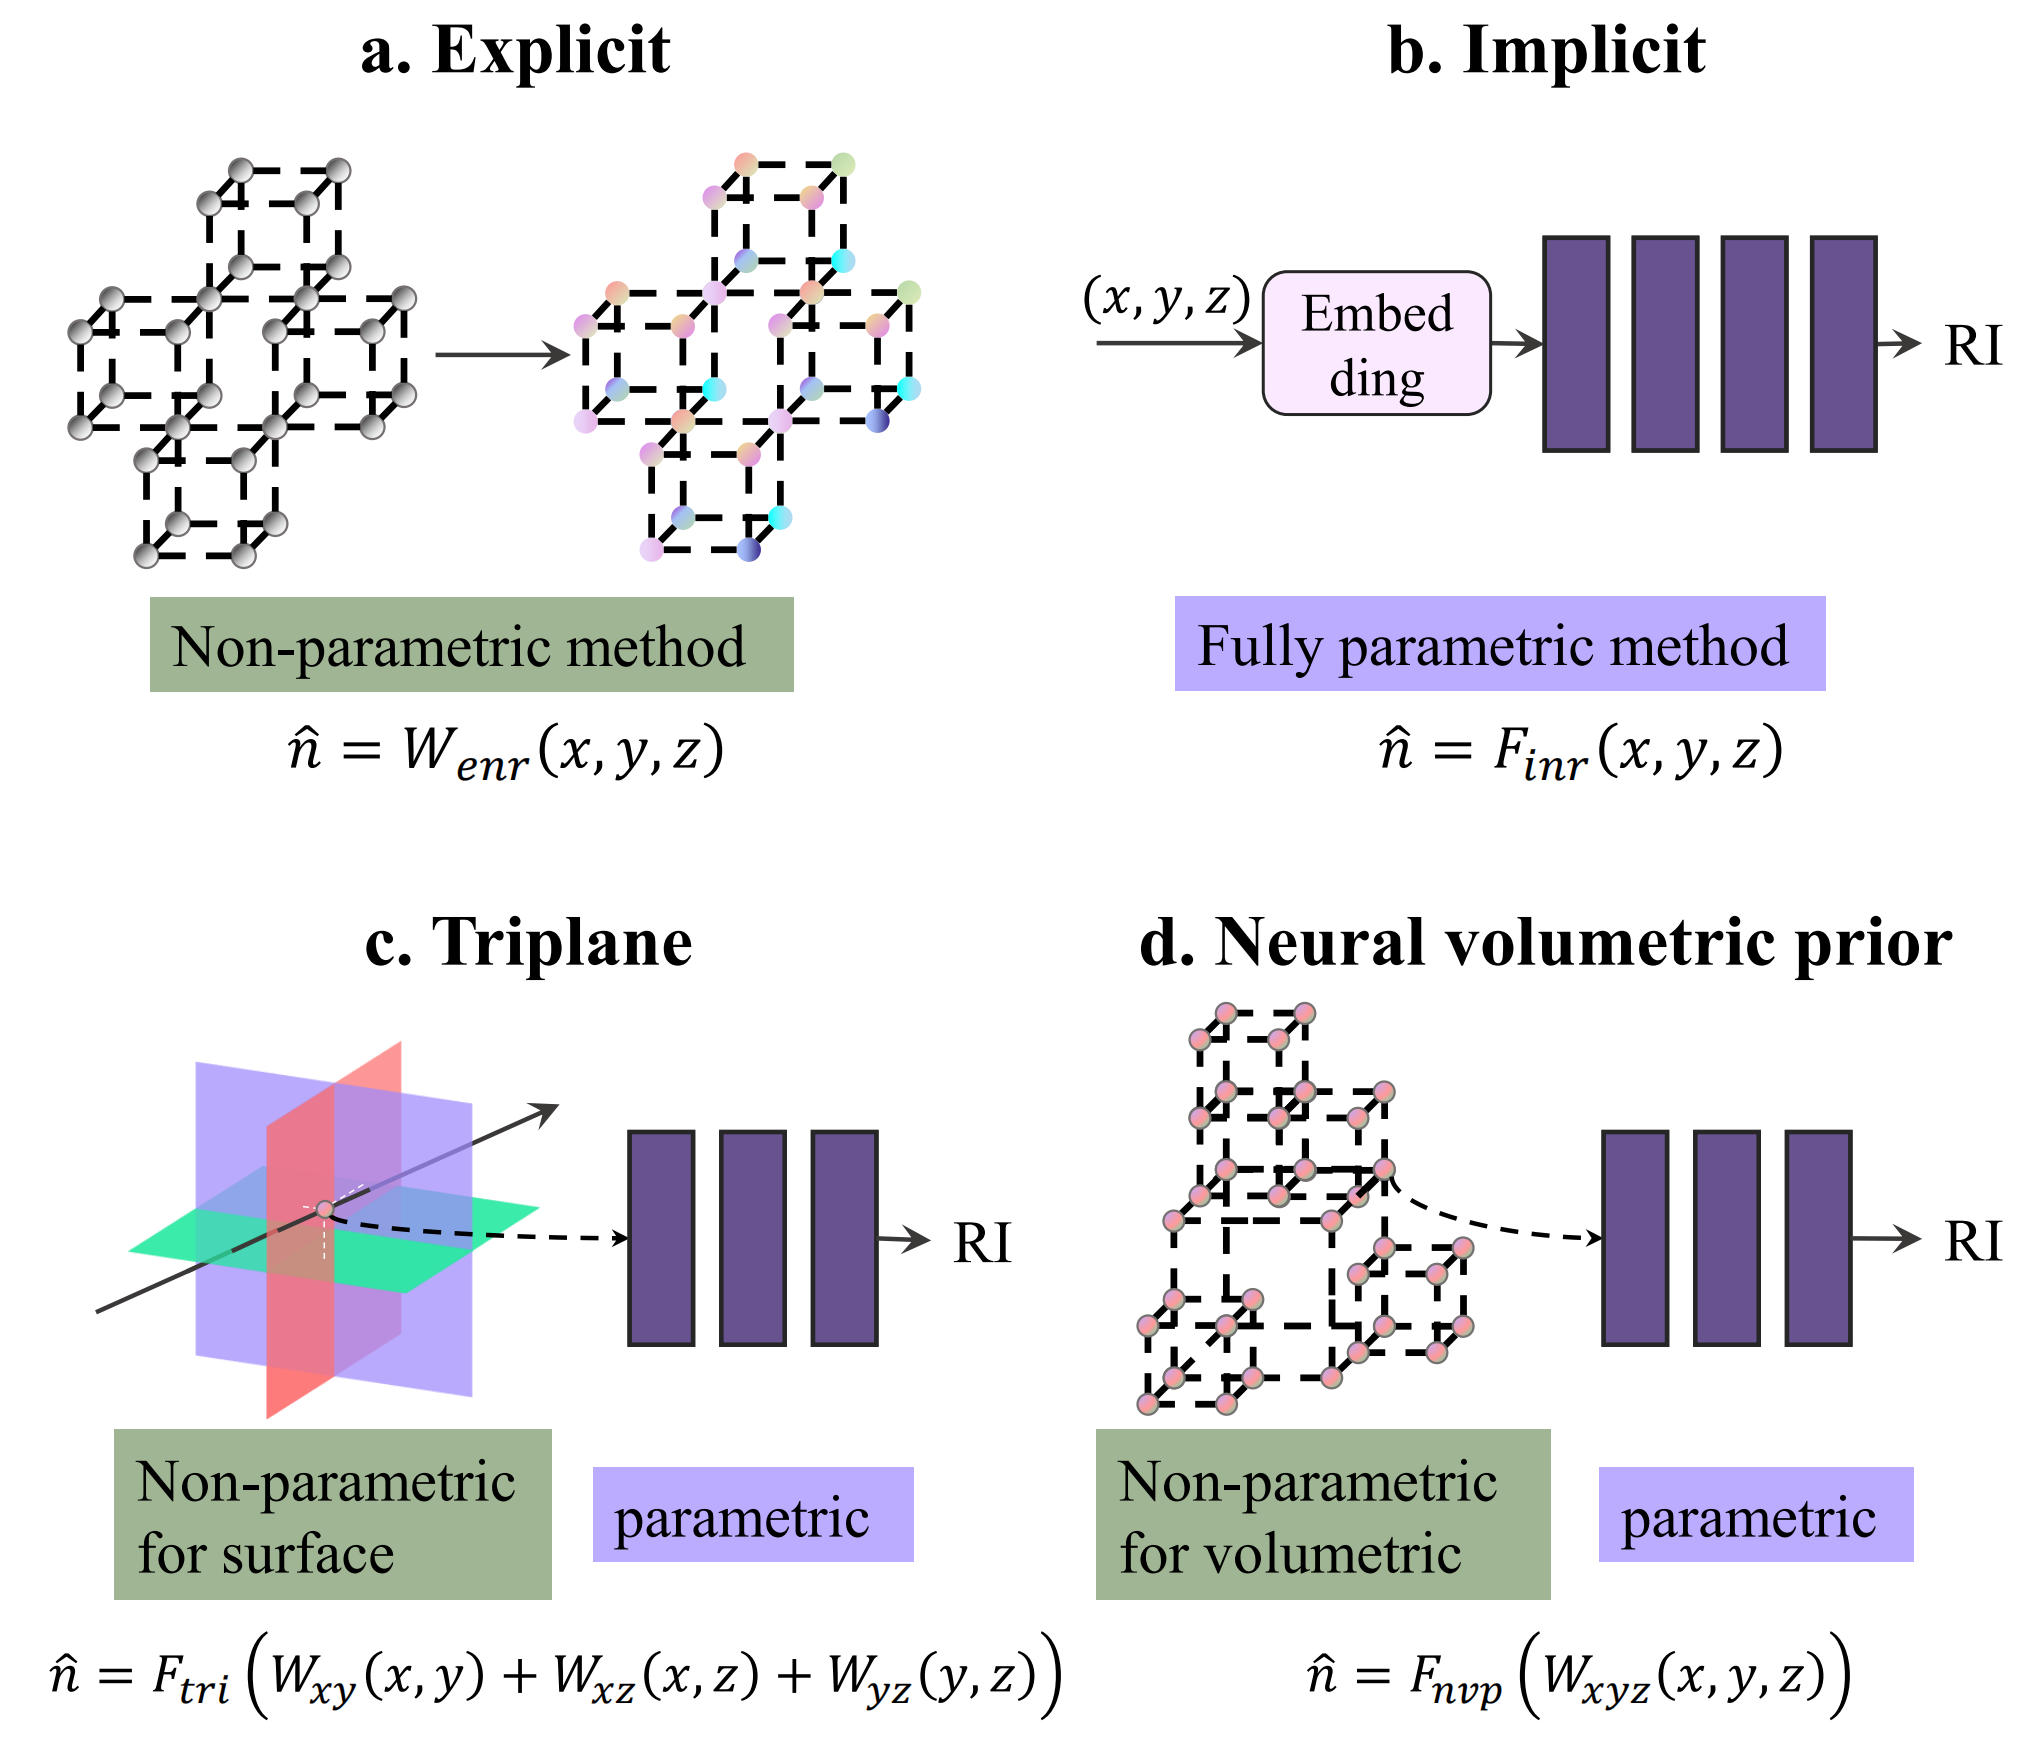 a. Explicit
b. Implicit
(x, y, z)
Embed
ding
RI
Non-parametric method
Fully parametric method
n̂ = W_enr(x, y, z)
n̂ = F_inr(x, y, z)
c. Triplane
d. Neural volumetric prior
RI
RI
Non-parametric
for surface
parametric
Non-parametric
for volumetric
parametric
n̂ = F_tri(W_xy(x, y) + W_xz(x, z) + W_yz(y, z))
n̂ = F_nvp(W_xyz(x, y, z))